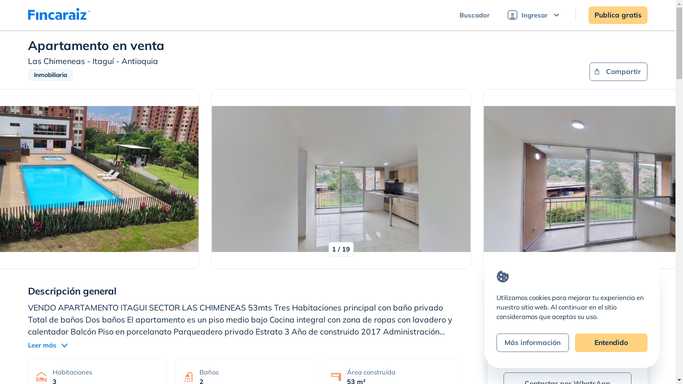 Fincaraiz
Buscador
Ingresar
Publica gratis
Apartamento en venta
Las Chimeneas - Itaguí - Antioquia
Inmobiliaria
Compartir
1 / 19
Descripción general
VENDO APARTAMENTO ITAGUI SECTOR LAS CHIMENEAS 53mts Tres Habitaciones principal con baño privado
Total de baños Dos baños El apartamento es un piso medio bajo Cocina integral con zona de ropas con lavadero y
calentador Balcón Piso en porcelanato Parqueadero privado Estrato 3 Año de construido 2017 Administración...
Leer más
Habitaciones
3
Baños
2
Área construida
53 m²
Utilizamos cookies para mejorar tu experiencia en
nuestro sitio web. Al continuar en el sitio
consideramos que aceptas su uso.
Más información
Entendido
Contactar por WhatsApp